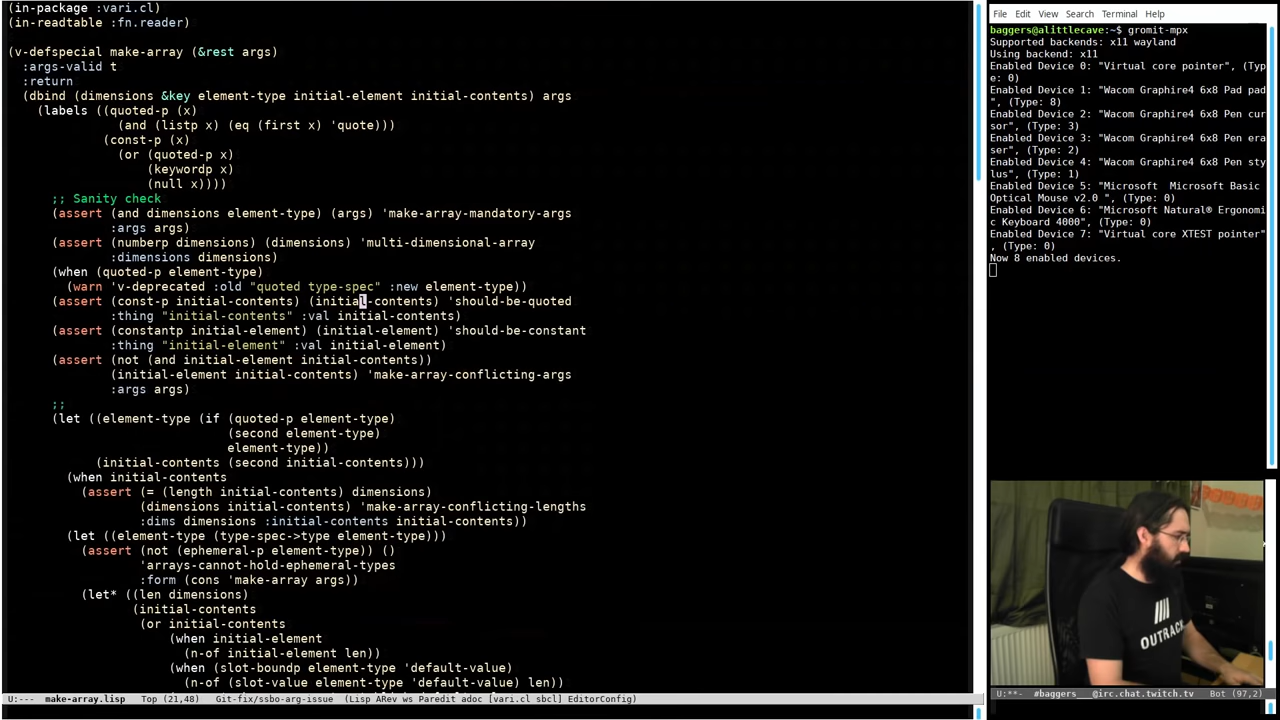 (in-package :vari.cl)
(in-readtable :fn.reader)
(v-defspecial make-array (&rest args)
:args-valid t
:return
(dbind (dimensions &key element-type initial-element initial-contents) args
(labels ((quoted-p (x)
(and (listp x) (eq (first x) 'quote)))
(const-p (x)
(or (quoted-p x)
(keywordp x)
(null x))))
;; Sanity check
(assert (and dimensions element-type) (args) 'make-array-mandatory-args
:args args)
(assert (numberp dimensions) (dimensions) 'multi-dimensional-array
:dimensions dimensions)
(when (quoted-p element-type)
(warn 'v-deprecated :old "quoted type-spec" :new element-type))
(assert (const-p initial-contents) (initial-contents) 'should-be-quoted
:thing "initial-contents" :val initial-contents)
(assert (constantp initial-element) (initial-element) 'should-be-constant
:thing "initial-element" :val initial-element)
(assert (not (and initial-element initial-contents))
(initial-element initial-contents) 'make-array-conflicting-args
:args args)
;;
(let ((element-type (if (quoted-p element-type)
(second element-type)
element-type))
(initial-contents (second initial-contents)))
(when initial-contents
(assert (= (length initial-contents) dimensions)
(dimensions initial-contents) 'make-array-conflicting-lengths
:dims dimensions :initial-contents initial-contents))
(let ((element-type (type-spec->type element-type)))
(assert (not (ephemeral-p element-type)) ()
'arrays-cannot-hold-ephemeral-types
:form (cons 'make-array args))
(let* ((len dimensions)
(initial-contents
(or initial-contents
(when initial-element
(n-of initial-element len))
(when (slot-boundp element-type 'default-value)
(n-of (slot-value element-type 'default-value) len))
U:--- make-array.lisp Top (21,48) Git-fix/ssbo-arg-issue (Lisp ARev ws Paredit adoc [vari.cl sbcl] EditorConfig)
File Edit View Search Terminal Help
baggers@alittlecave:~$ gromit-mpx
Supported backends: x11 wayland
Using backend: x11
Enabled Device 0: "Virtual core pointer", (Typ
e: 0)
Enabled Device 1: "Wacom Graphire4 6x8 Pad pad
", (Type: 8)
Enabled Device 2: "Wacom Graphire4 6x8 Pen cur
sor", (Type: 3)
Enabled Device 3: "Wacom Graphire4 6x8 Pen era
ser", (Type: 2)
Enabled Device 4: "Wacom Graphire4 6x8 Pen sty
lus", (Type: 1)
Enabled Device 5: "Microsoft  Microsoft Basic
Optical Mouse v2.0 ", (Type: 0)
Enabled Device 6: "Microsoft Natural® Ergonomi
c Keyboard 4000", (Type: 0)
Enabled Device 7: "Virtual core XTEST pointer"
, (Type: 0)
Now 8 enabled devices.
OUTRACK
U:**- #baggers _@irc.chat.twitch.tv Bot (97,2)